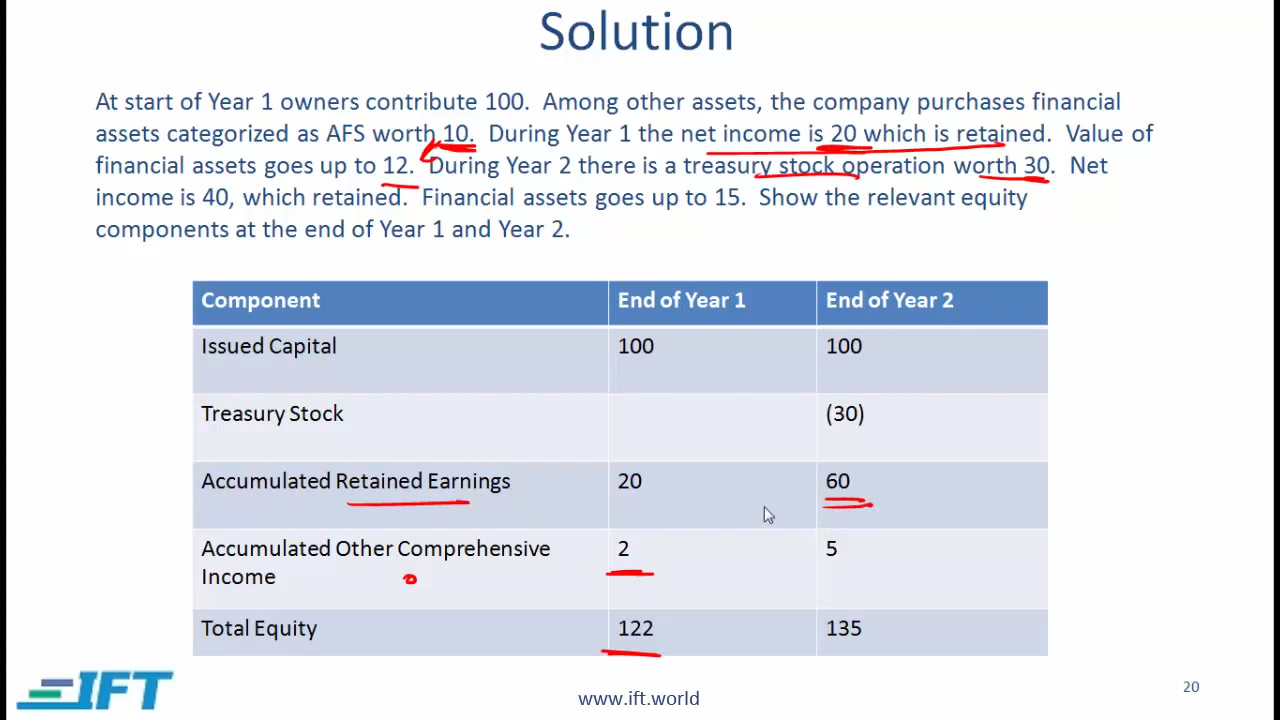 Solution
At start of Year 1 owners contribute 100.  Among other assets, the company purchases financial
assets categorized as AFS worth 10.  During Year 1 the net income is 20 which is retained.  Value of
financial assets goes up to 12.  During Year 2 there is a treasury stock operation worth 30.  Net
income is 40, which retained.  Financial assets goes up to 15.  Show the relevant equity
components at the end of Year 1 and Year 2.
Component End of Year 1 End of Year 2
Issued Capital 100 100
Treasury Stock (30)
Accumulated Retained Earnings 20 60
Accumulated Other Comprehensive 2 5
Income
Total Equity 122 135
IFT
www.ift.world
20